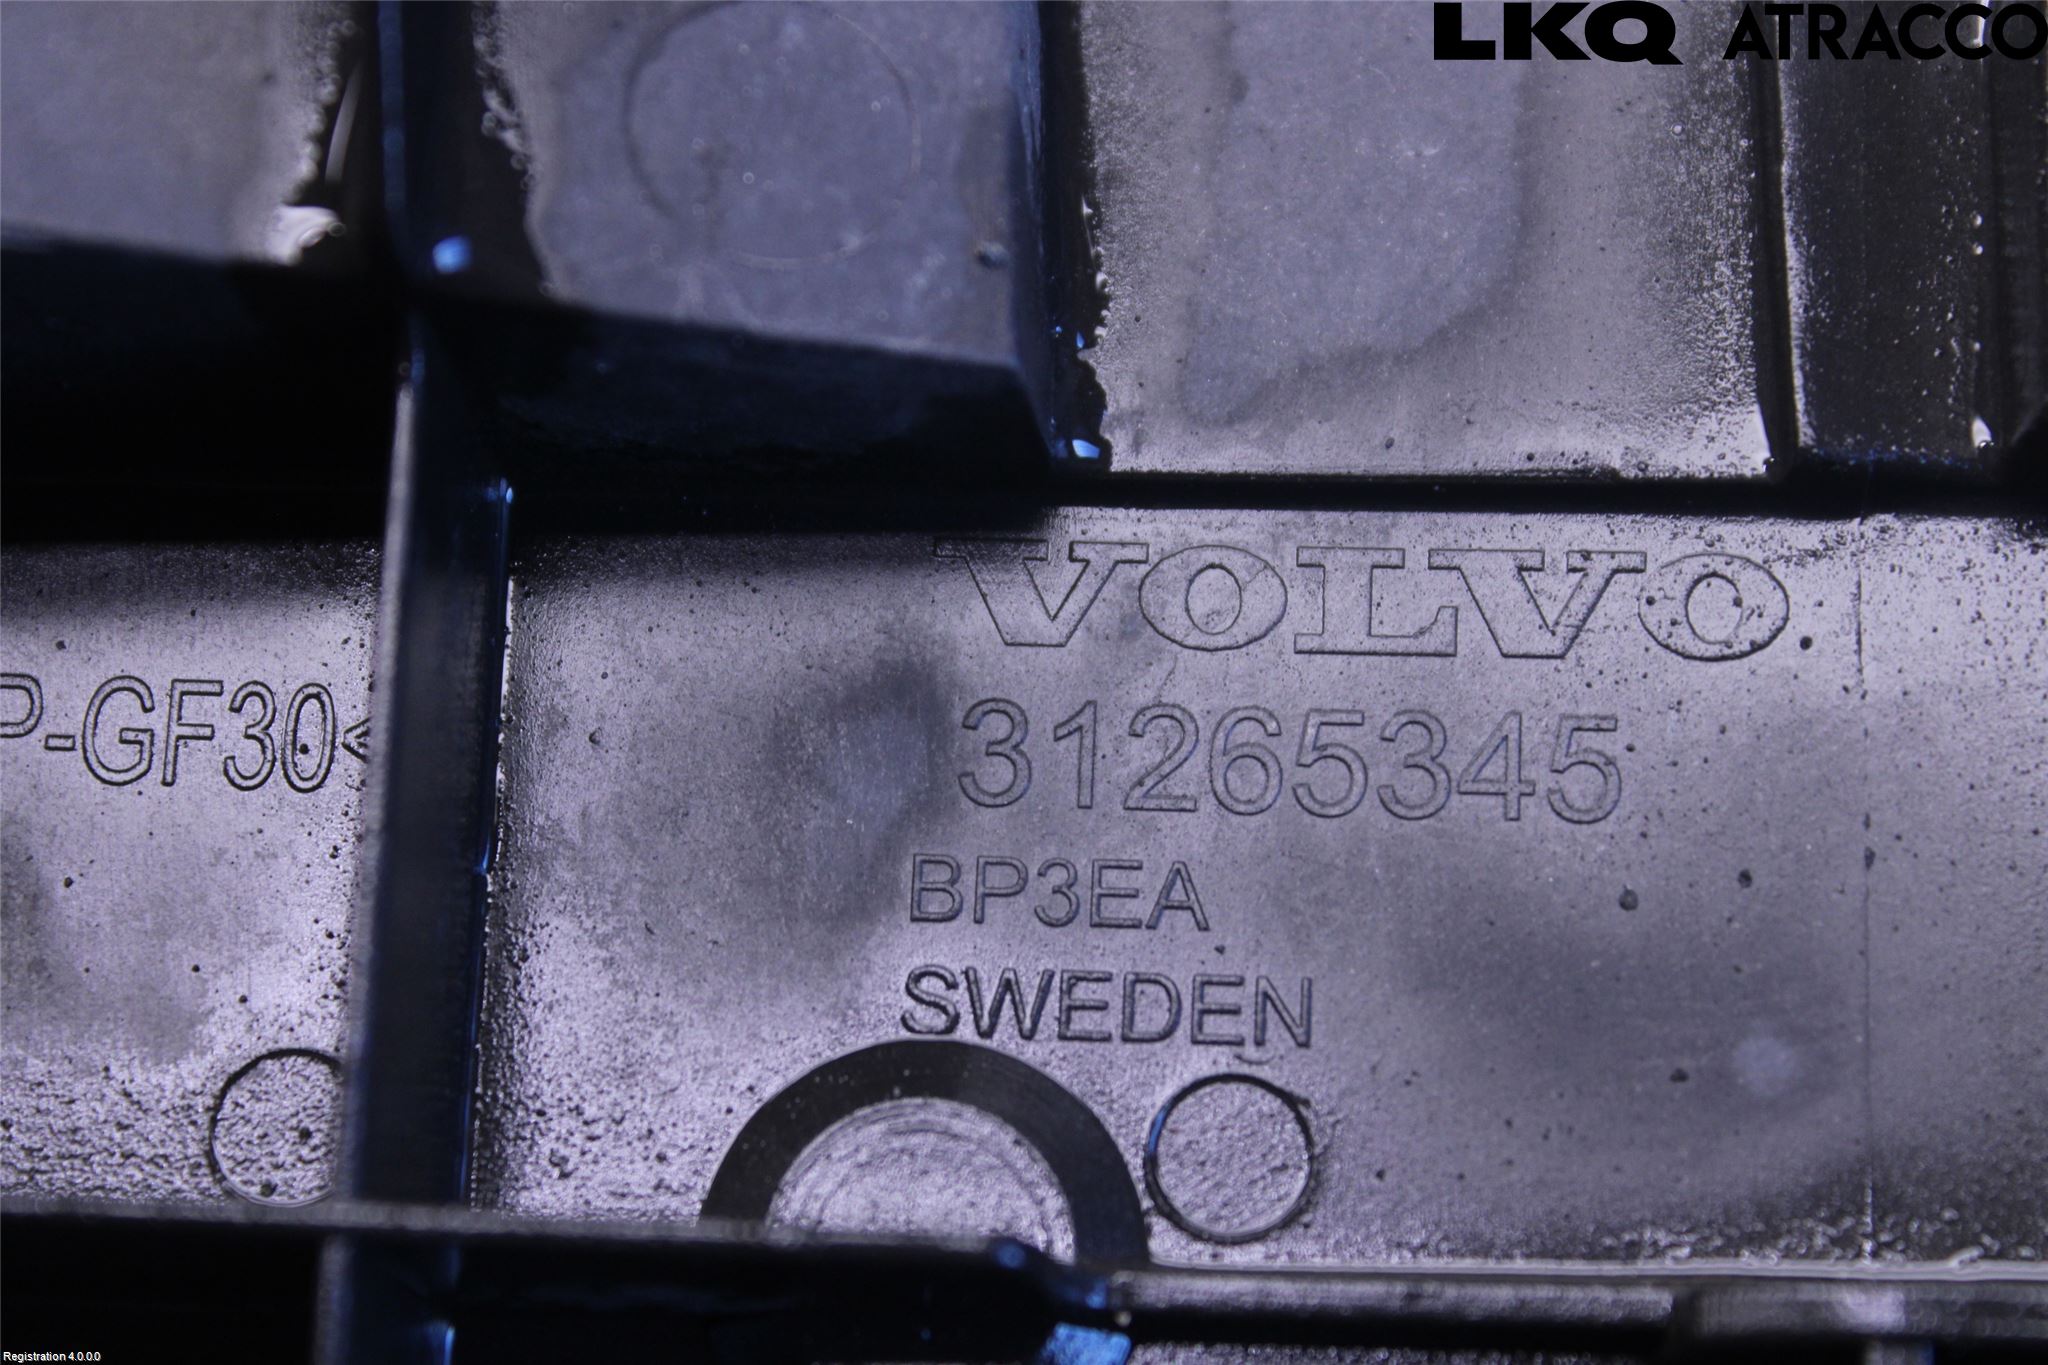 LKQ ATRACCO
VOLVO
31265345
P-GF30<
BP3EA
SWEDEN
Registration 4.0.0.0